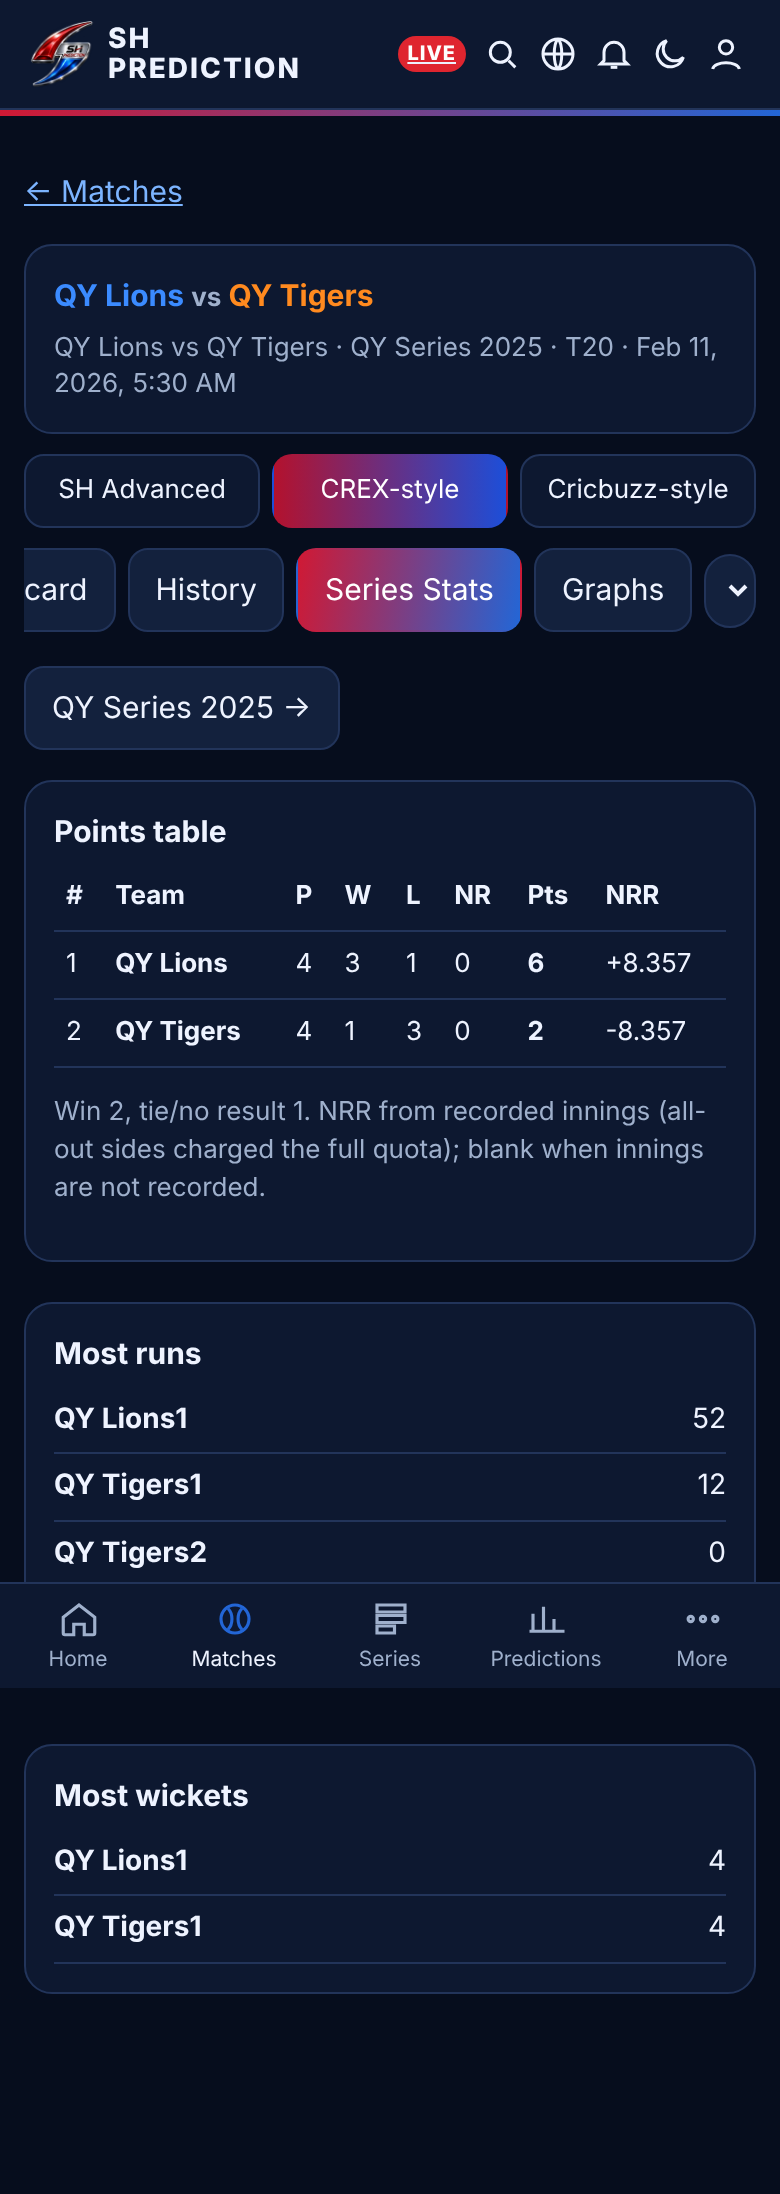 SH
PREDICTION
LIVE
← Matches
QY Lions vs QY Tigers
QY Lions vs QY Tigers · QY Series 2025 · T20 · Feb 11,
2026, 5:30 AM
SH Advanced CREX-style Cricbuzz-style
card History Series Stats Graphs
QY Series 2025 →
Points table
# Team P W L NR Pts NRR
1 QY Lions 4 3 1 0 6 +8.357
2 QY Tigers 4 1 3 0 2 -8.357
Win 2, tie/no result 1. NRR from recorded innings (all-
out sides charged the full quota); blank when innings
are not recorded.
Most runs
QY Lions1 52
QY Tigers1 12
QY Tigers2 0
Home Matches Series Predictions More
Most wickets
QY Lions1 4
QY Tigers1 4